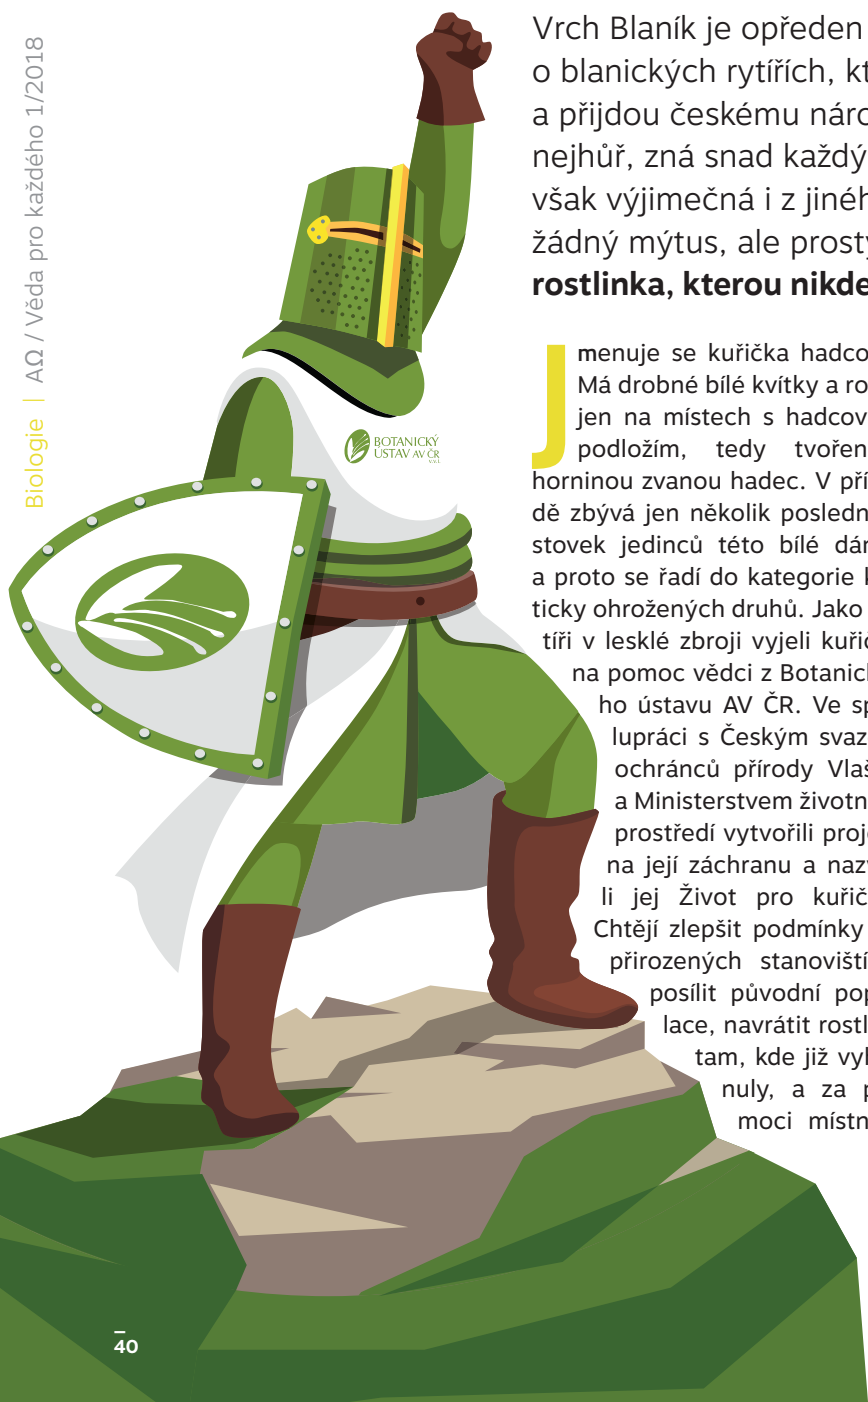 Biologie | AΩ / Věda pro každého 1/2018
Vrch Blaník je opředen
o blanických rytířích, kt
a přijdou českému náro
nejhůř, zná snad každý
však výjimečná i z jinéh
žádný mýtus, ale prostý
rostlinka, kterou nikde
Jmenuje se kuřička hadco
Má drobné bílé kvítky a ro
jen na místech s hadcov
podložím, tedy tvořen
horninou zvanou hadec. V pří
dě zbývá jen několik posledn
stovek jedinců této bílé dám
a proto se řadí do kategorie k
ticky ohrožených druhů. Jako
tíři v lesklé zbroji vyjeli kuřič
na pomoc vědci z Botanick
ho ústavu AV ČR. Ve sp
lupráci s Českým svaz
ochránců přírody Vlaš
a Ministerstvem životn
prostředí vytvořili proj
na její záchranu a nazv
li jej Život pro kuřič
Chtějí zlepšit podmínky
přirozených stanovišť
posílit původní pop
lace, navrátit rostl
tam, kde již vyh
nuly, a za p
moci místn
BOTANICKÝ
ÚSTAV AV ČR
v.v.i.
40